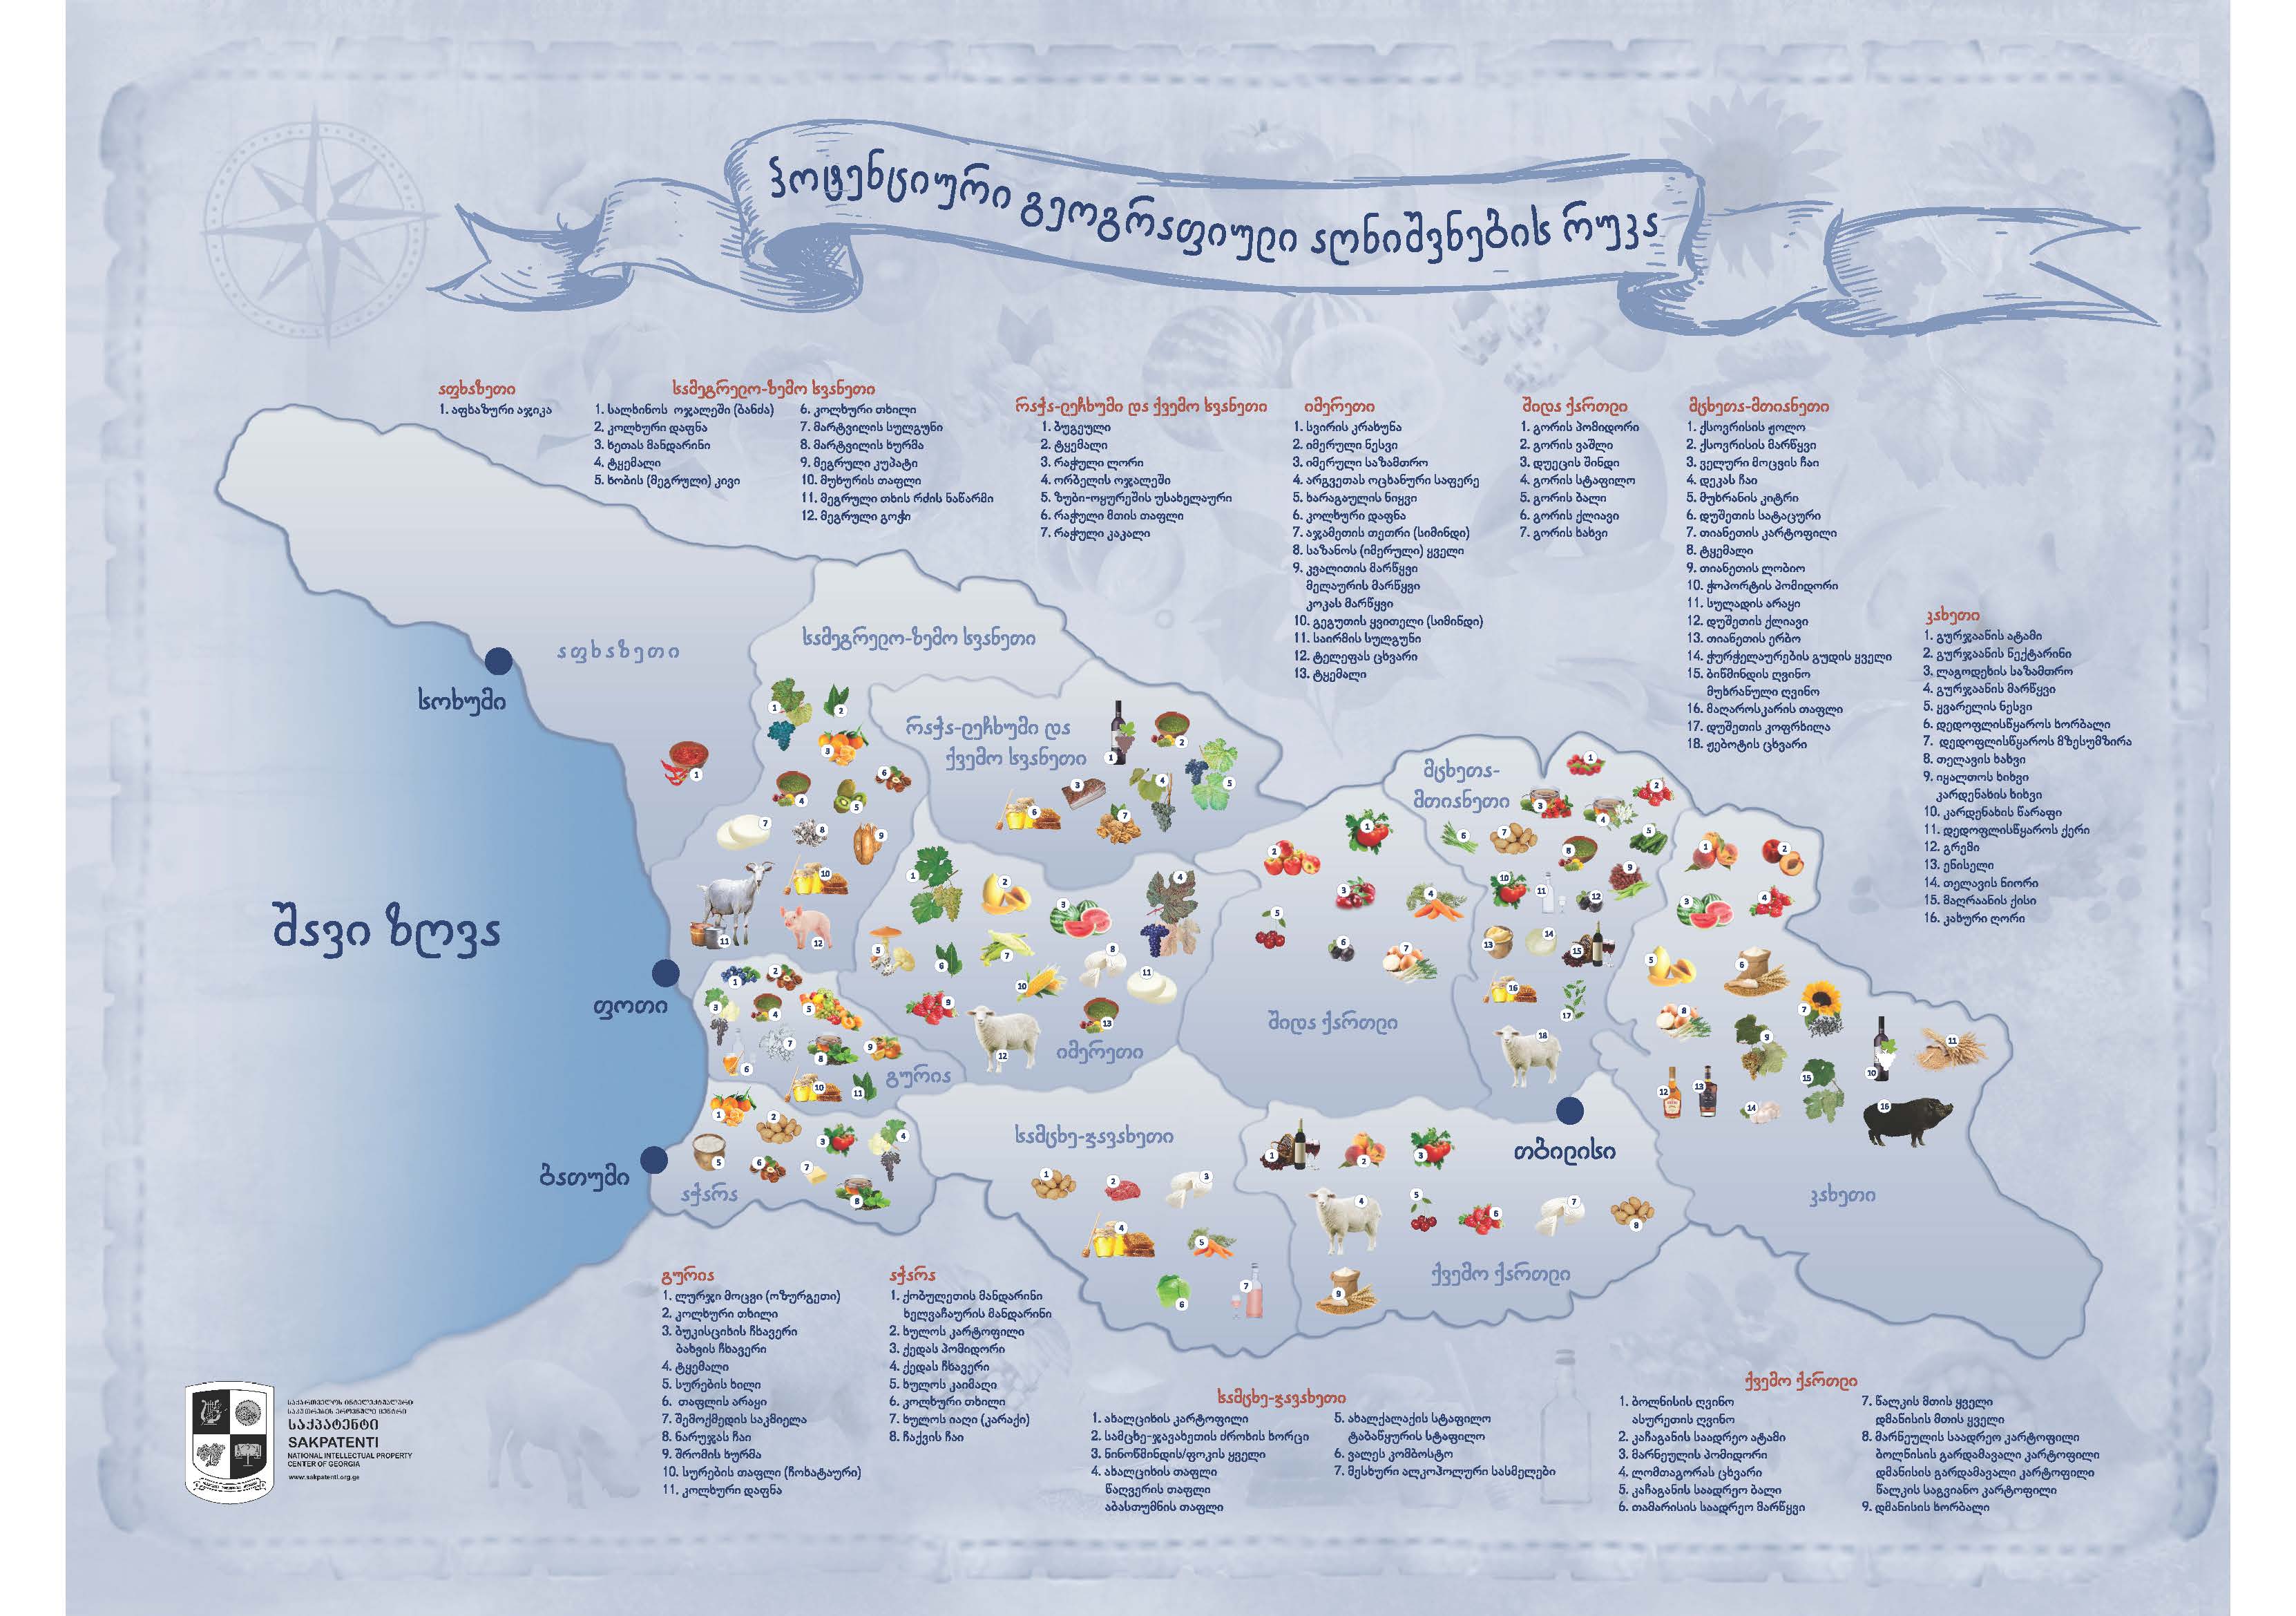 პოტენციური გეოგრაფიული აღნიშვნების რუკა
აფხაზეთი
1. აფხაზური აჯიკა
სამეგრელო-ზემო სვანეთი
1. სალხინოს ოჯალეში (ბანძა)
2. კოლხური დაფნა
3. ხეთას მანდარინი
4. ტყემალი
5. ხობის (მეგრული) კივი
6. კოლხური თხილი
7. მარტვილის სულგუნი
8. მარტვილის ხურმა
9. მეგრული კუპატი
10. მუხურის თაფლი
11. მეგრული თხის რძის ნაწარმი
12. მეგრული გოჭი
რაჭა-ლეჩხუმი და ქვემო სვანეთი
1. ბუგეული
2. ტყემალი
3. რაჭული ლორი
4. ორბელის ოჯალეში
5. ზუბი-ოყურეშის უსახელაური
6. რაჭული მთის თაფლი
7. რაჭული კაკალი
იმერეთი
1. სვირის კრახუნა
2. იმერული ნესვი
3. იმერული საზამთრო
4. არგვეთას ოცხანური საფერე
5. ხარაგაულის ნიყვი
6. კოლხური დაფნა
7. აჯამეთის თეთრი (სიმინდი)
8. საზანოს (იმერული) ყველი
9. კვალითის მარწყვი
მელაურის მარწყვი
კოკას მარწყვი
10. გეგუთის ყვითელი (სიმინდი)
11. საირმის სულგუნი
12. ტელეფას ცხვარი
13. ტყემალი
შიდა ქართლი
1. გორის პომიდორი
2. გორის ვაშლი
3. დუეცის შინდი
4. გორის სტაფილო
5. გორის ბალი
6. გორის ქლიავი
7. გორის ხახვი
მცხეთა-მთიანეთი
1. ქსოვრისის ჟოლო
2. ქსოვრისის მარწყვი
3. ველური მოცვის ჩაი
4. დეკას ჩაი
5. მუხრანის კიტრი
6. დუშეთის სატაცური
7. თიანეთის კარტოფილი
8. ტყემალი
9. თიანეთის ლობიო
10. ჭოპორტის პომიდორი
11. სულადის არაყი
12. დუშეთის ქლიავი
13. თიანეთის ერბო
14. ჭურჭელაურების გუდის ყველი
15. ბიწმინდის ღვინო
მუხრანული ღვინო
16. მაღაროსკარის თაფლი
17. დუშეთის კოფრჩხილა
18. ჟებოტის ცხვარი
კახეთი
1. გურჯაანის ატამი
2. გურჯაანის ნექტარინი
3. ლაგოდეხის საზამთრო
4. გურჯაანის მარწყვი
5. ყვარელის ნესვი
6. დედოფლისწყაროს ხორბალი
7. დედოფლისწყაროს მზესუმზირა
8. თელავის ხახვი
9. იყალთოს ხიხვი
კარდენახის ხიხვი
10. კარდენახის წარაფი
11. დედოფლისწყაროს ქერი
12. გრემი
13. ენისელი
14. თელავის ნიორი
15. მაღრაანის ქისი
16. კახური ღორი
აფხაზეთი
სოხუმი
სამეგრელო-ზემო სვანეთი
რაჭა-ლეჩხუმი და
ქვემო სვანეთი
მცხეთა-
მთიანეთი
შავი ზღვა
ფოთი
გურია
იმერეთი
შიდა ქართლი
სამცხე-ჯავახეთი
თბილისი
ბათუმი
აჭარა
კახეთი
ქვემო ქართლი
გურია
1. ლურჯი მოცვი (ოზურგეთი)
2. კოლხური თხილი
3. ბუკისციხის ჩხავერი
ბახვის ჩხავერი
4. ტყემალი
5. სურების ხილი
6. თაფლის არაყი
7. შემოქმედის საკმიელა
8. ნარუჯას ჩაი
9. შრომის ხურმა
10. სურების თაფლი (ჩოხატაური)
11. კოლხური დაფნა
აჭარა
1. ქობულეთის მანდარინი
ხელვაჩაურის მანდარინი
2. ხულოს კარტოფილი
3. ქედას პომიდორი
4. ქედას ჩხავერი
5. ხულოს კაიმაღი
6. კოლხური თხილი
7. ხულოს იაღი (კარაქი)
8. ჩაქვის ჩაი
სამცხე-ჯავახეთი
1. ახალციხის კარტოფილი
2. სამცხე-ჯავახეთის ძროხის ხორცი
3. ნინოწმინდის/ფოკის ყველი
4. ახალციხის თაფლი
წაღვერის თაფლი
აბასთუმნის თაფლი
5. ახალქალაქის სტაფილო
ტაბაწყურის სტაფილო
6. ვალეს კომბოსტო
7. მესხური ალკოჰოლური სასმელები
ქვემო ქართლი
1. ბოლნისის ღვინო
ასურეთის ღვინო
2. კაჩაგანის საადრეო ატამი
3. მარნეულის პომიდორი
4. ლომთაგორას ცხვარი
5. კაჩაგანის საადრეო ბალი
6. თამარისის საადრეო მარწყვი
7. წალკის მთის ყველი
დმანისის მთის ყველი
8. მარნეულის საადრეო კარტოფილი
ბოლნისის გარდამავალი კარტოფილი
დმანისის გარდამავალი კარტოფილი
წალკის საგვიანო კარტოფილი
9. დმანისის ხორბალი
საქართველოს ინტელექტუალური
საკუთრების ეროვნული ცენტრი
საქპატენტი
SAKPATENTI
NATIONAL INTELLECTUAL PROPERTY
CENTER OF GEORGIA
www.sakpatenti.org.ge